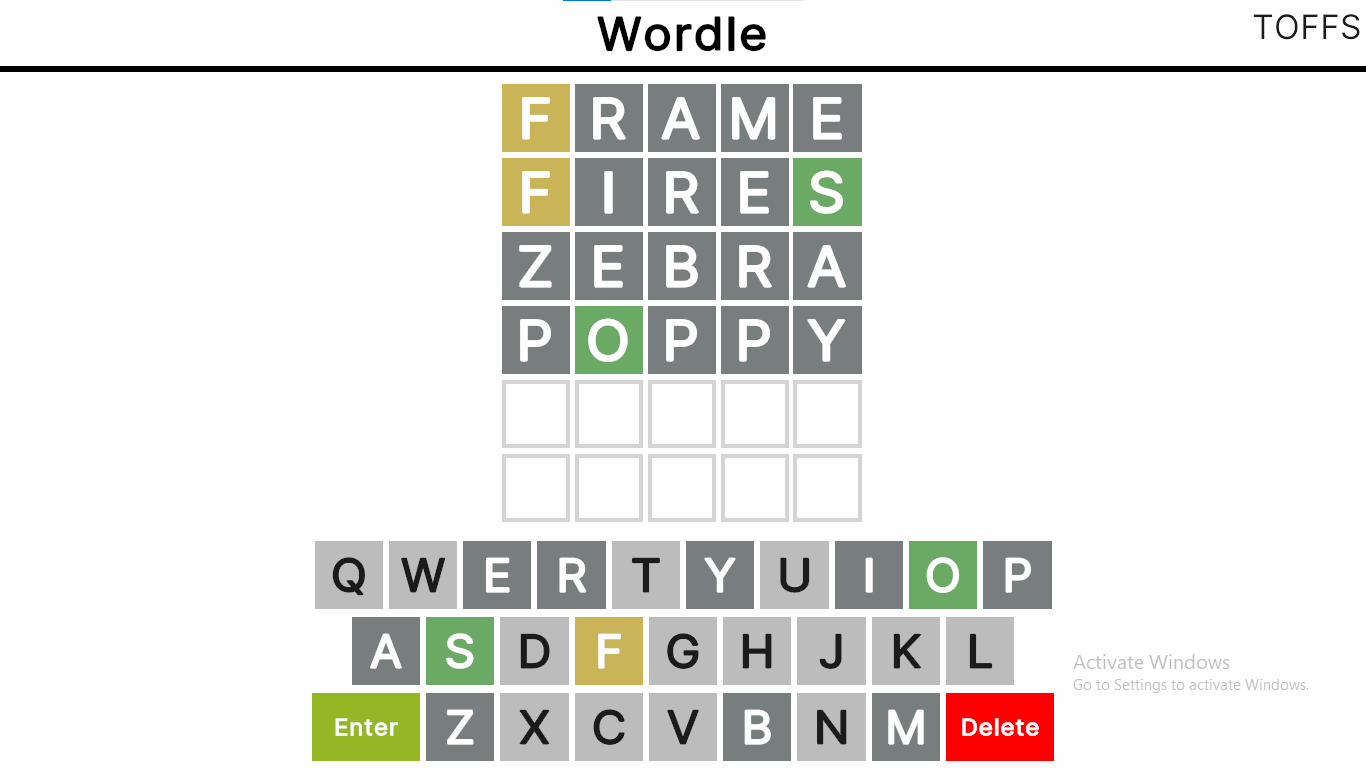 Wordle
TOFFS
F R A M E
F I R E S
Z E B R A
P O P P Y
Q W E R T Y U I O P
A S D F G H J K L
Enter Z X C V B N M Delete
Activate Windows
Go to Settings to activate Windows.